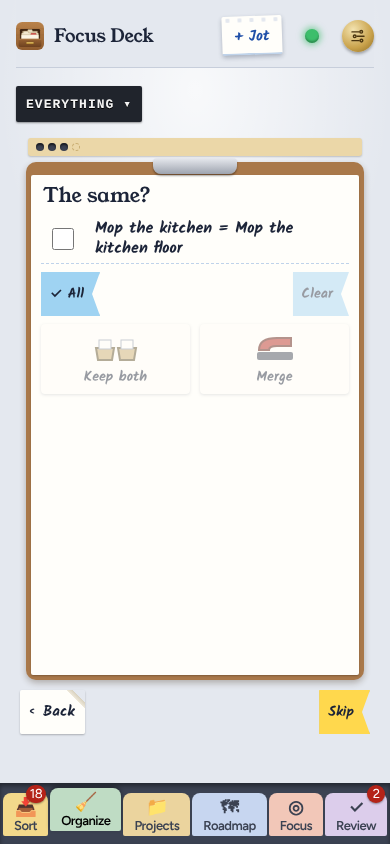 Focus Deck
+ Jot
EVERYTHING ▾
The same?
Mop the kitchen = Mop the
kitchen floor
✓ All
Clear
Keep both
Merge
‹ Back
Skip
18
2
Sort
Organize
Projects
Roadmap
Focus
Review